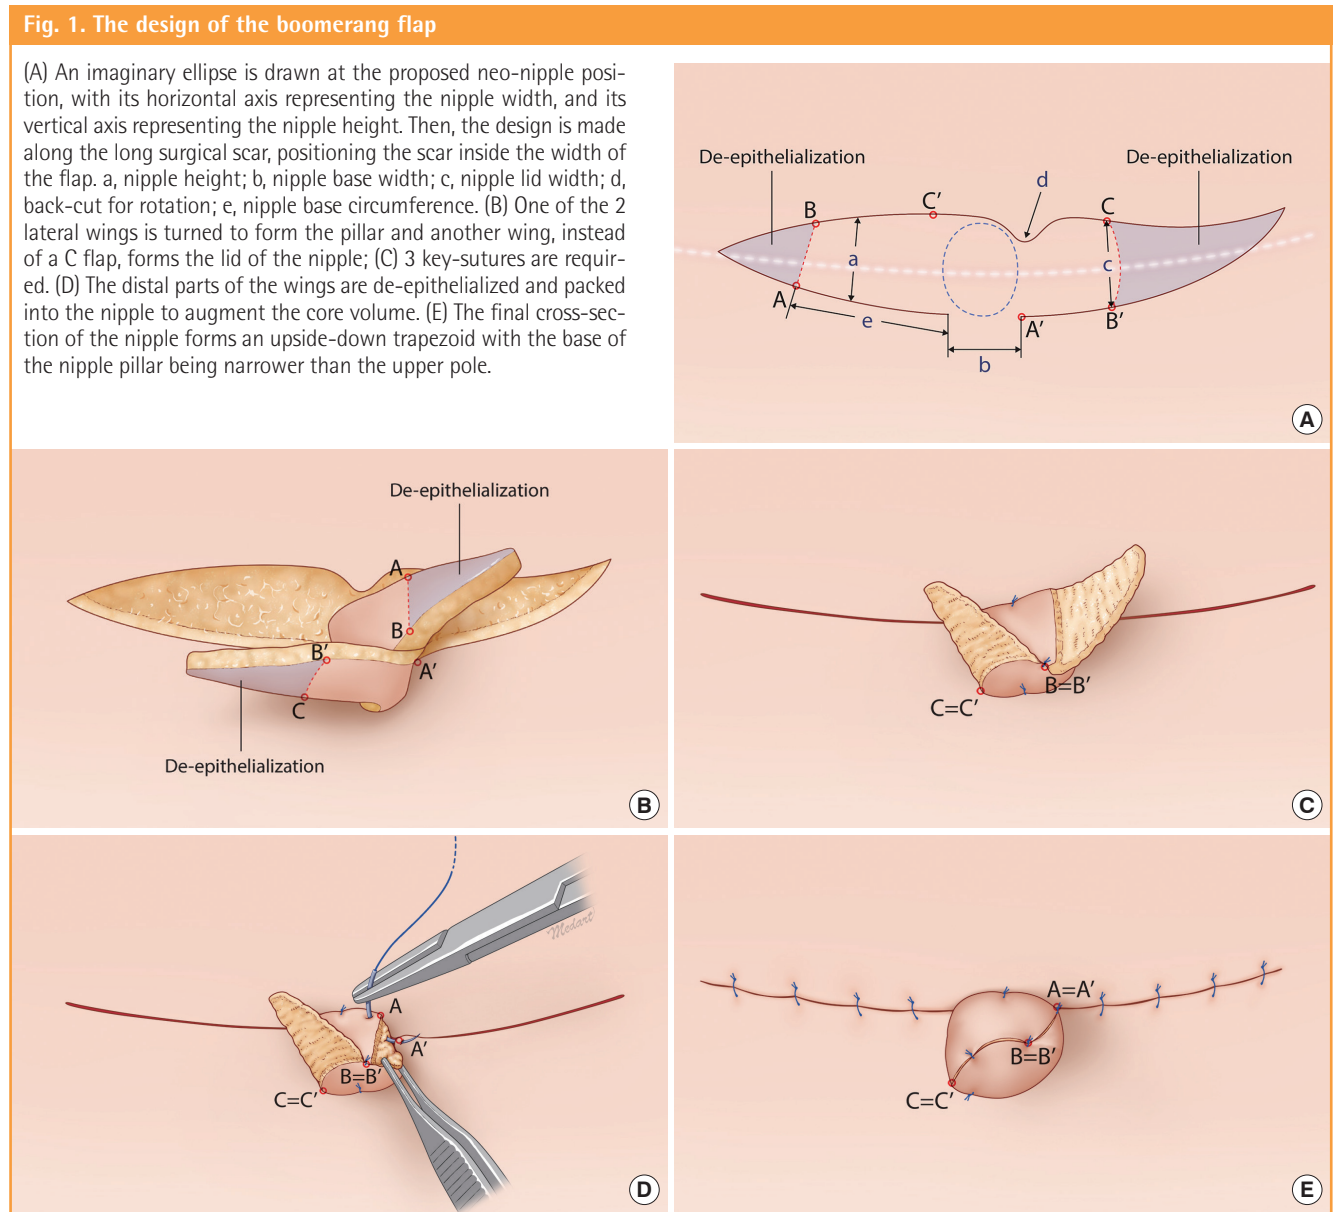 Fig. 1. The design of the boomerang flap
(A) An imaginary ellipse is drawn at the proposed neo-nipple posi-
tion, with its horizontal axis representing the nipple width, and its
vertical axis representing the nipple height. Then, the design is made
along the long surgical scar, positioning the scar inside the width of
the flap. a, nipple height; b, nipple base width; c, nipple lid width; d,
back-cut for rotation; e, nipple base circumference. (B) One of the 2
lateral wings is turned to form the pillar and another wing, instead
of a C flap, forms the lid of the nipple; (C) 3 key-sutures are requir-
ed. (D) The distal parts of the wings are de-epithelialized and packed
into the nipple to augment the core volume. (E) The final cross-sec-
tion of the nipple forms an upside-down trapezoid with the base of
the nipple pillar being narrower than the upper pole.
De-epithelialization
De-epithelialization
d
B
C′
C
a
c
A
e
A′
B′
b
A
De-epithelialization
A
B
B′
A′
C
De-epithelialization
B
B=B′
C=C′
C
Medart
A
A′
B=B′
C=C′
D
A=A′
B=B′
C=C′
E